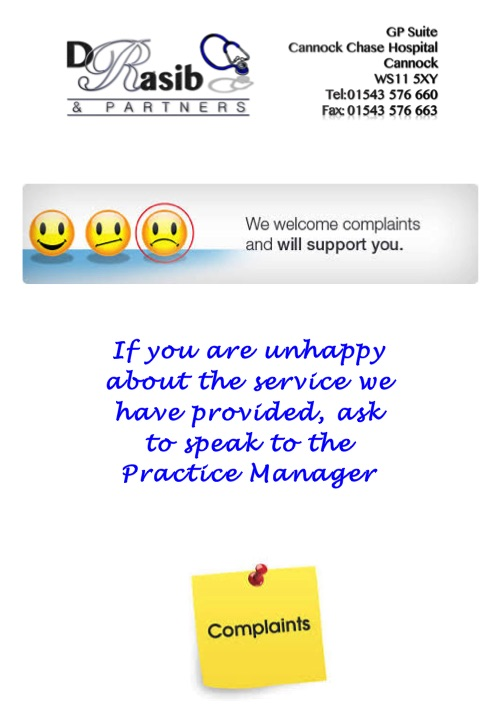 Dr Rasib
& PARTNERS
GP Suite
Cannock Chase Hospital
Cannock
WS11 5XY
Tel:01543 576 660
Fax: 01543 576 663
We welcome complaints
and will support you.
If you are unhappy
about the service we
have provided, ask
to speak to the
Practice Manager
Complaints